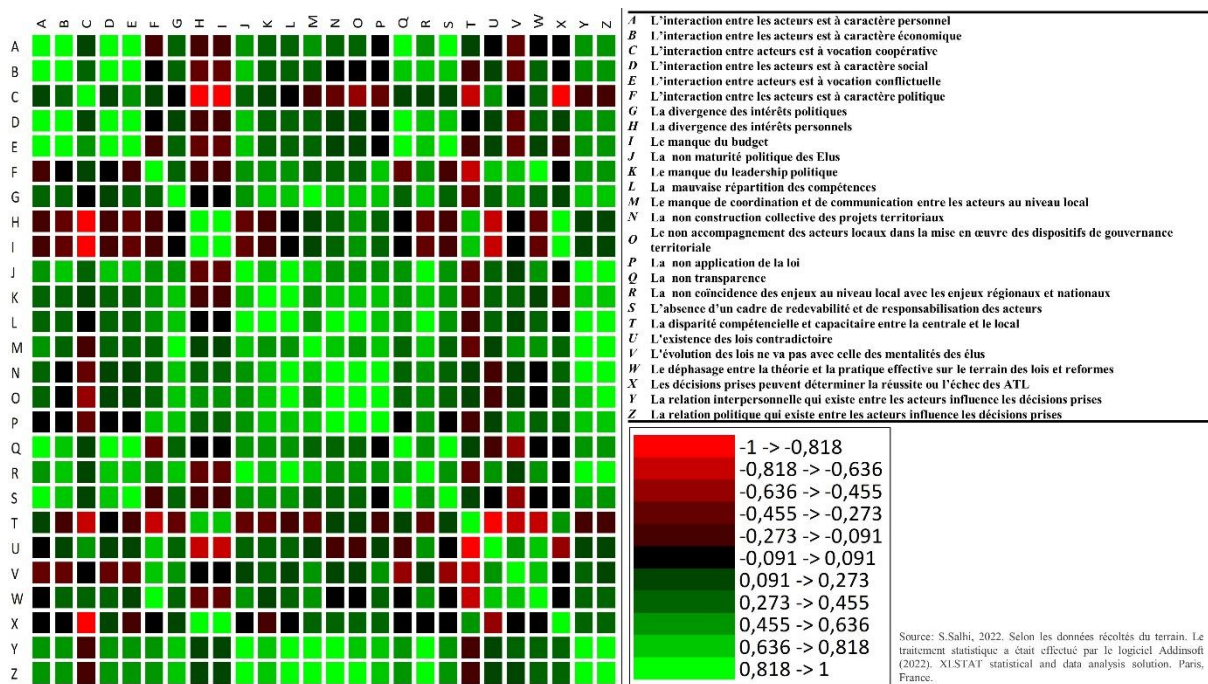 A B C D E F G H I J K L M N O P Q R S T U V W X Y Z
A
B
C
D
E
F
G
H
I
J
K
L
M
N
O
P
Q
R
S
T
U
V
W
X
Y
Z
A L'interaction entre les acteurs est à caractère personnel
B L'interaction entre les acteurs est à caractère économique
C L'interaction entre acteurs est à vocation coopérative
D L'interaction entre les acteurs est à caractère social
E L'interaction entre acteurs est à vocation conflictuelle
F L'interaction entre les acteurs est à caractère politique
G La divergence des intérêts politiques
H La divergence des intérêts personnels
I Le manque du budget
J La non maturité politique des Elus
K Le manque du leadership politique
L La mauvaise répartition des compétences
M Le manque de coordination et de communication entre les acteurs au niveau local
N La non construction collective des projets territoriaux
O Le non accompagnement des acteurs locaux dans la mise en œuvre des dispositifs de gouvernance
territoriale
P La non application de la loi
Q La non transparence
R La non coïncidence des enjeux au niveau local avec les enjeux régionaux et nationaux
S L'absence d'un cadre de redevabilité et de responsabilisation des acteurs
T La disparité compétencielle et capacitaire entre la centrale et le local
U L'existence des lois contradictoire
V L'évolution des lois ne va pas avec celle des mentalités des élus
W Le déphasage entre la théorie et la pratique effective sur le terrain des lois et reformes
X Les décisions prises peuvent déterminer la réussite ou l'échec des ATL
Y La relation interpersonnelle qui existe entre les acteurs influence les décisions prises
Z La relation politique qui existe entre les acteurs influence les décisions prises
-1 -> -0,818
-0,818 -> -0,636
-0,636 -> -0,455
-0,455 -> -0,273
-0,273 -> -0,091
-0,091 -> 0,091
0,091 -> 0,273
0,273 -> 0,455
0,455 -> 0,636
0,636 -> 0,818
0,818 -> 1
Source: S.Salhi, 2022. Selon les données récoltés du terrain. Le
traitement statistique a était effectué par le logiciel Addinsoft
(2022). XLSTAT statistical and data analysis solution. Paris,
France.